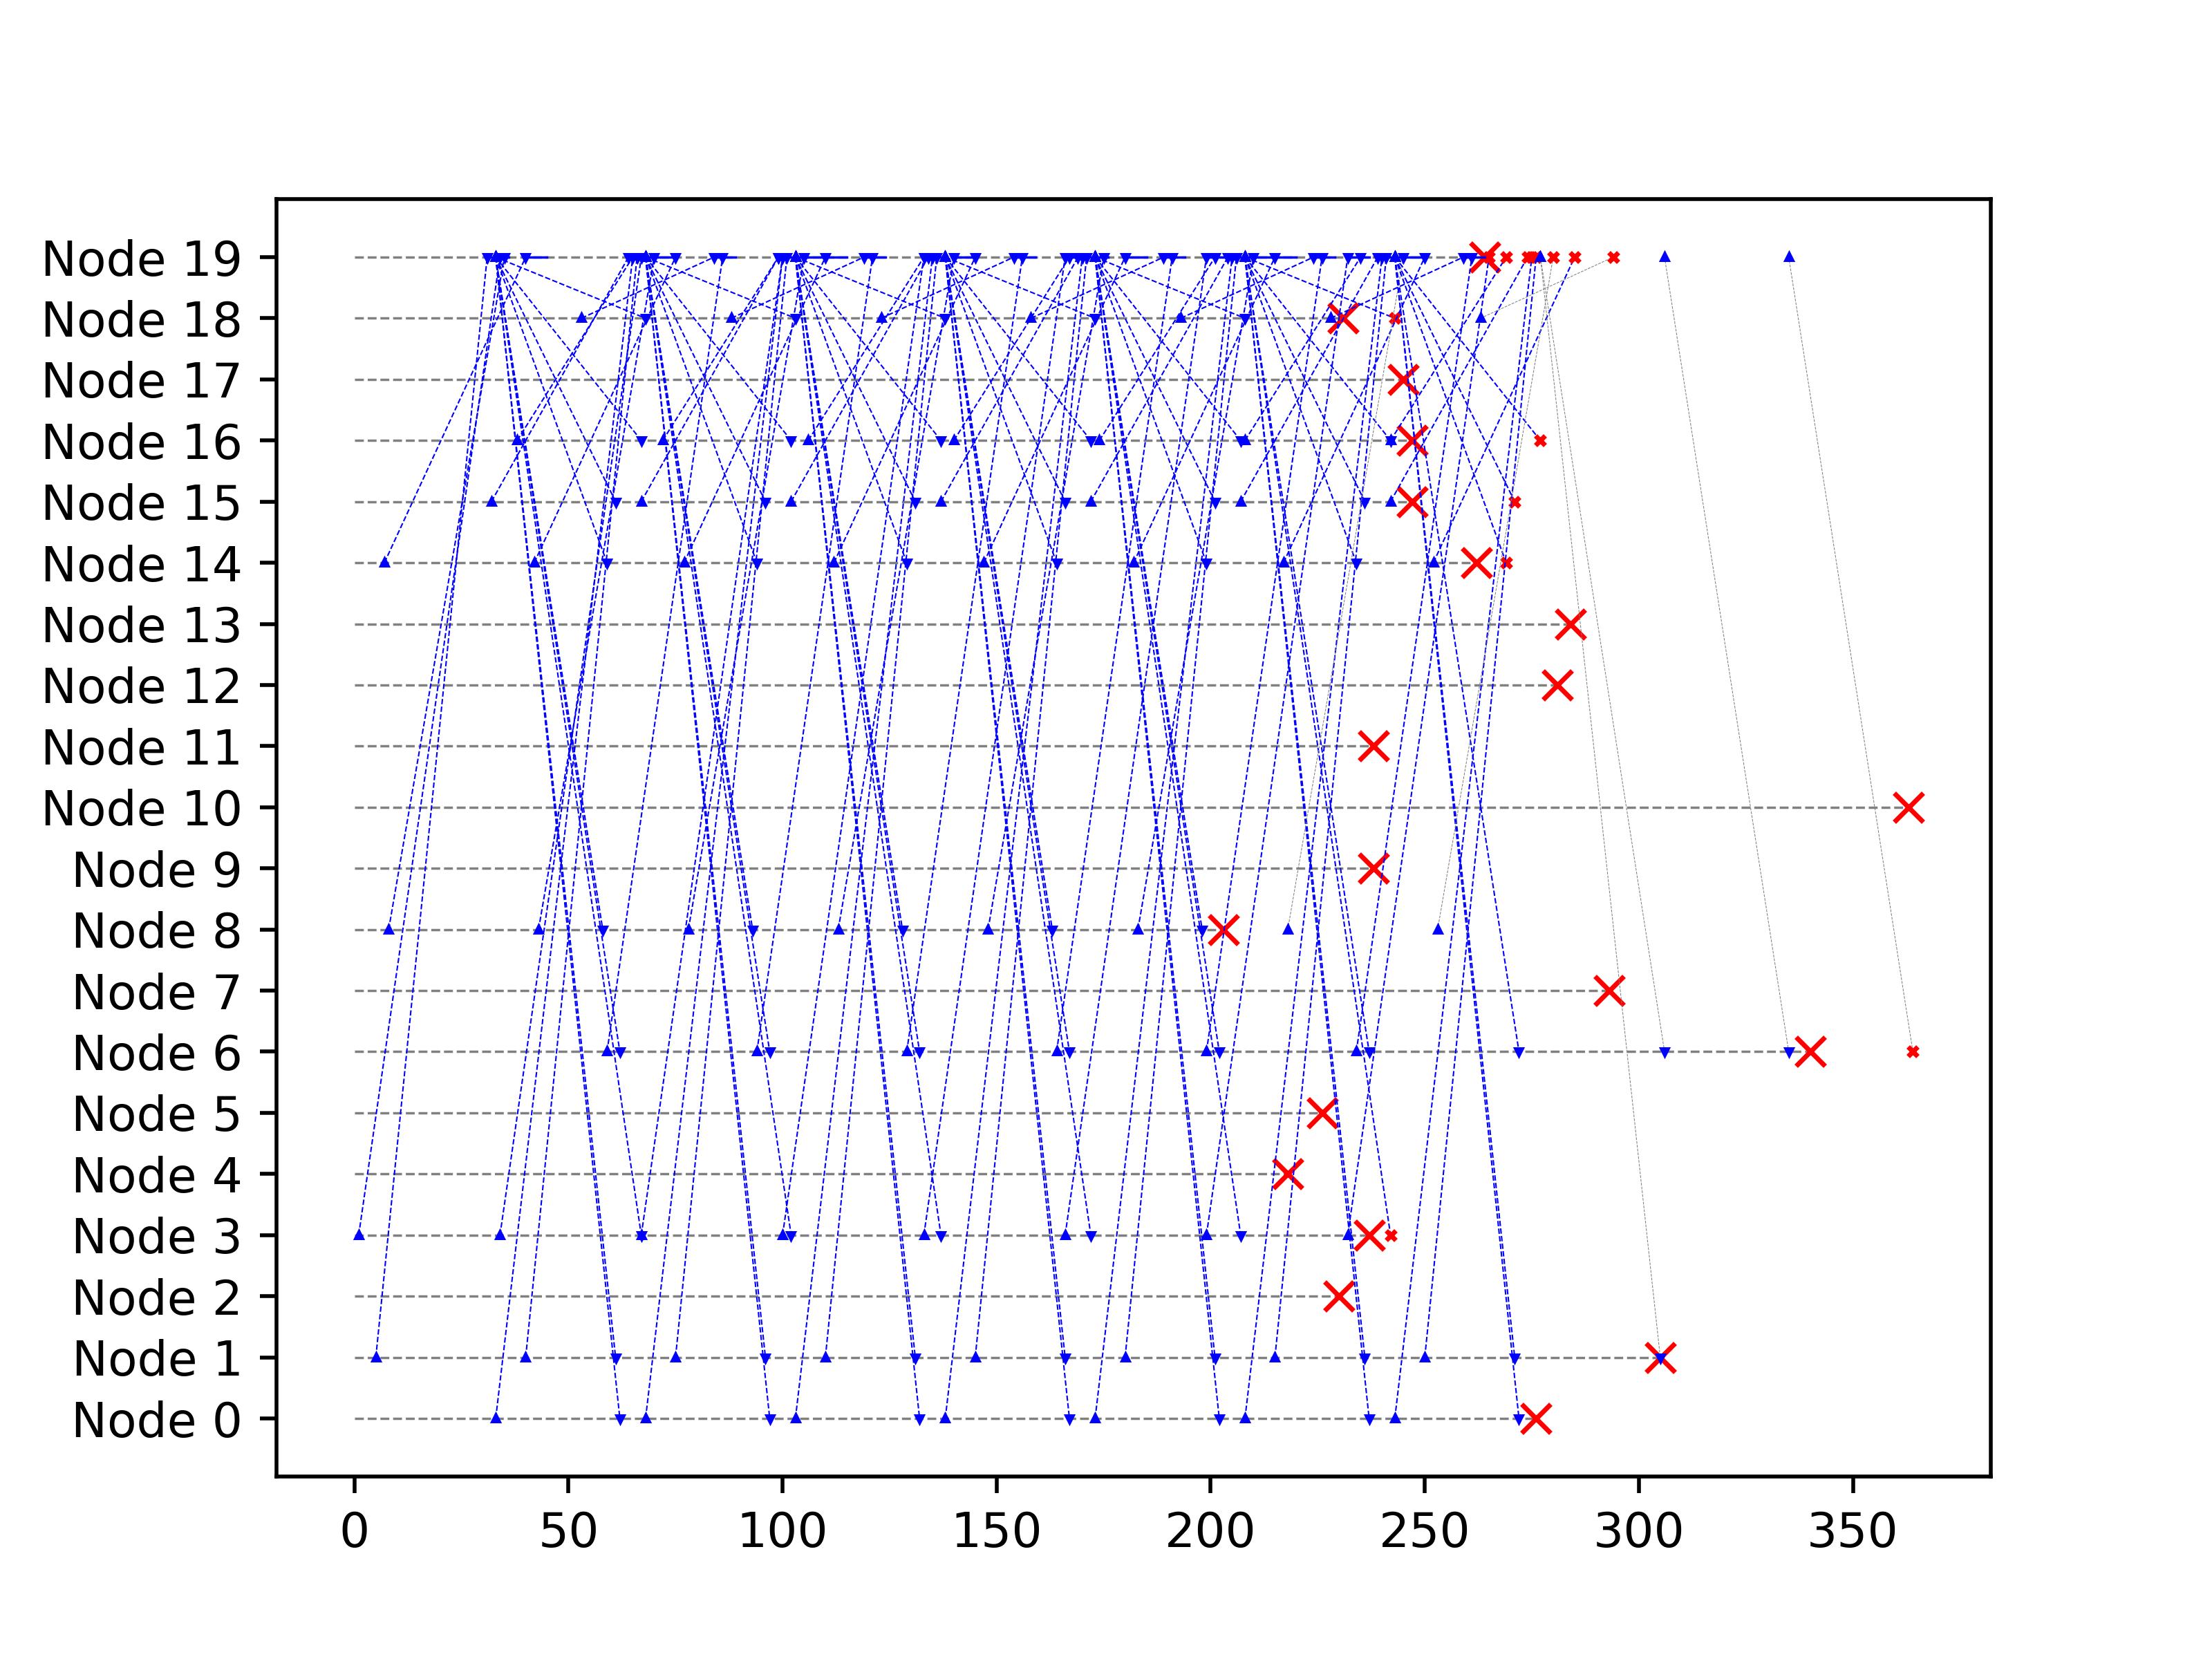 Node 19
Node 18
Node 17
Node 16
Node 15
Node 14
Node 13
Node 12
Node 11
Node 10
Node 9
Node 8
Node 7
Node 6
Node 5
Node 4
Node 3
Node 2
Node 1
Node 0
0 50 100 150 200 250 300 350